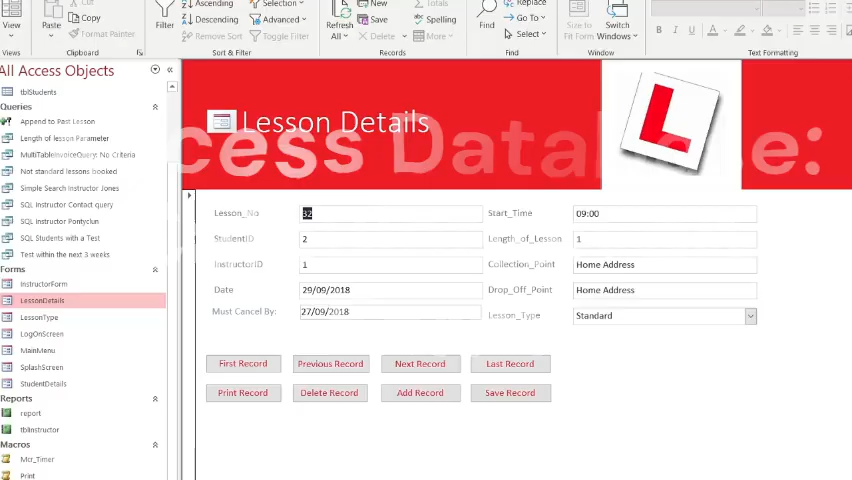 View
Paste
Cut
Copy
Format Painter
Filter
Ascending
Descending
Remove Sort
Selection
Advanced
Toggle Filter
Refresh
All
New
Save
Delete
Totals
Spelling
More
Find
Replace
Go To
Select
Size to
Fit Form
Switch
Windows
B I U
Views
Clipboard
Sort & Filter
Records
Find
Window
Text Formatting
All Access Objects
tblStudents
Queries
Append to Past Lesson
Length of lesson Parameter
MultiTableInvoiceQuery: No Criteria
Not standard lessons booked
Simple Search Instructor Jones
SQL Instructor Contact query
SQL Instructor Pontyclun
SQL Students with a Test
Test within the next 3 weeks
Forms
InstructorForm
LessonDetails
LessonType
LogOnScreen
MainMenu
SplashScreen
StudentDetails
Reports
report
tblInstructor
Macros
Mcr_Timer
Print
Lesson Details
L
Lesson_No 32 Start_Time 09:00
StudentID 2 Length_of_Lesson 1
InstructorID 1 Collection_Point Home Address
Date 29/09/2018 Drop_Off_Point Home Address
Must Cancel By: 27/09/2018 Lesson_Type Standard
First Record Previous Record Next Record Last Record
Print Record Delete Record Add Record Save Record